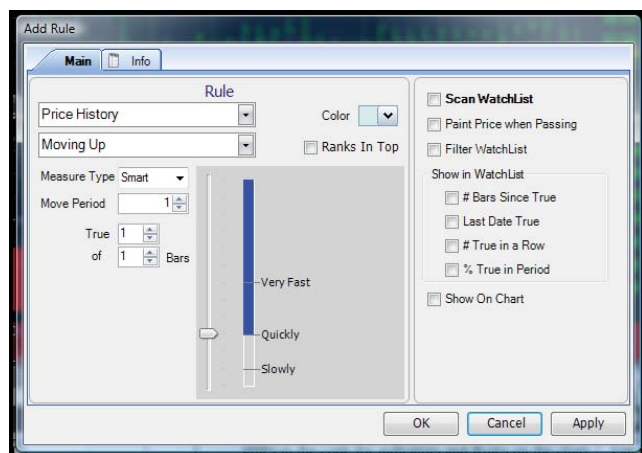 Add Rule
Main
Info
Rule
Price History
Color
Moving Up
Ranks In Top
Measure Type Smart
Move Period 1
True 1
of 1 Bars
Very Fast
Quickly
Slowly
Scan WatchList
Paint Price when Passing
Filter WatchList
Show in WatchList
# Bars Since True
Last Date True
# True in a Row
% True in Period
Show On Chart
OK
Cancel
Apply